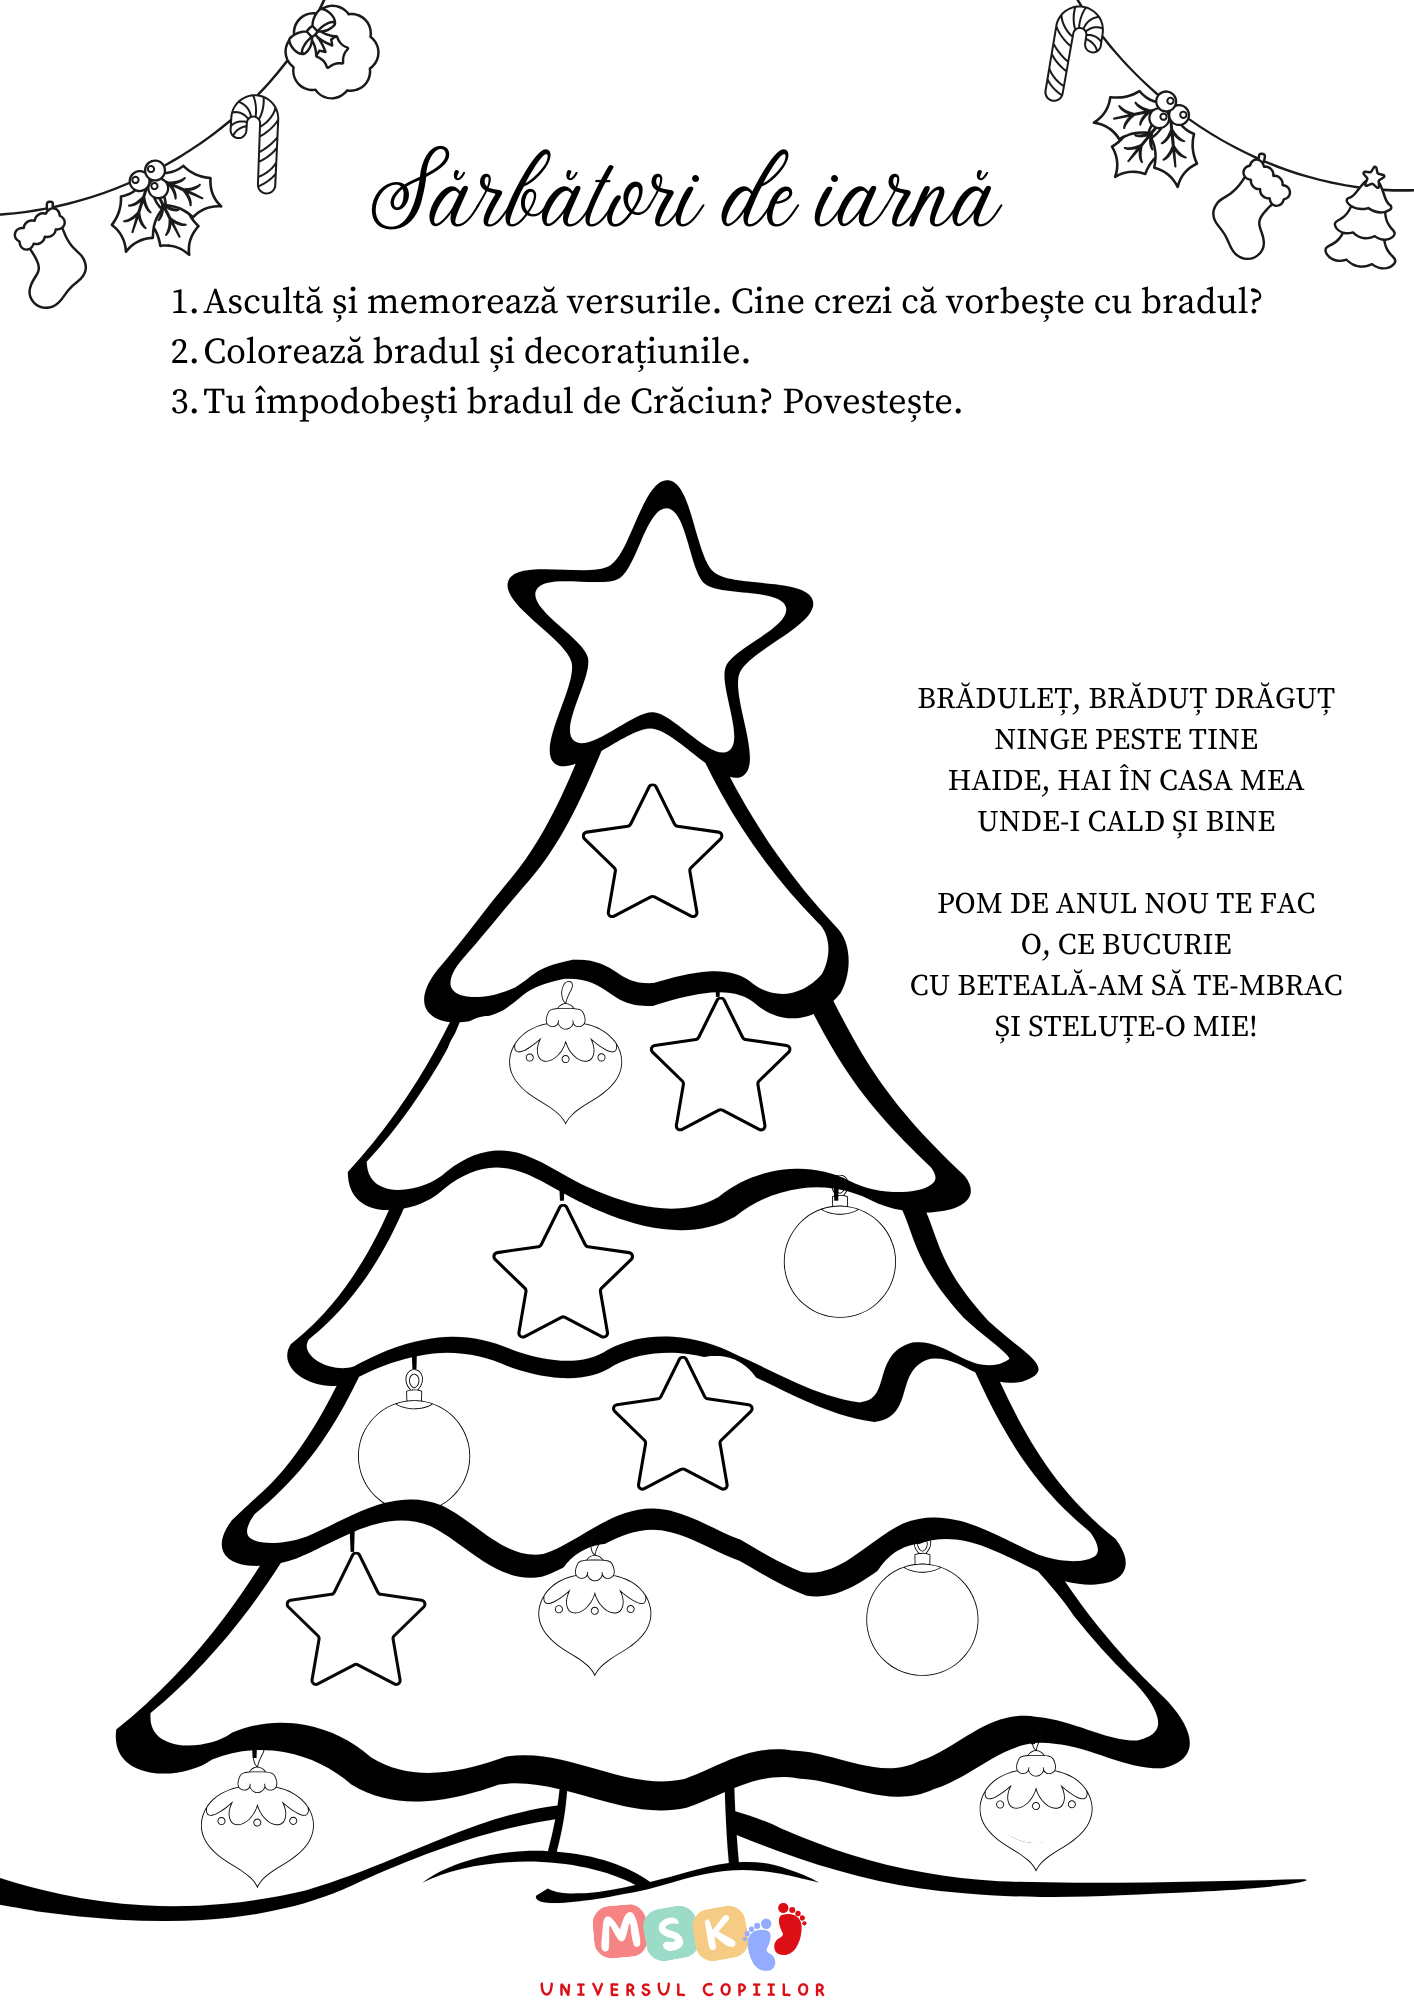 Sărbători de iarnă
1. Ascultă și memorează versurile. Cine crezi că vorbește cu bradul?
2. Colorează bradul și decorațiunile.
3. Tu împodobești bradul de Crăciun? Povestește.
BRĂDULEȚ, BRĂDUȚ DRĂGUȚ
NINGE PESTE TINE
HAIDE, HAI ÎN CASA MEA
UNDE-I CALD ȘI BINE
POM DE ANUL NOU TE FAC
O, CE BUCURIE
CU BETEALĂ-AM SĂ TE-MBRAC
ȘI STELUȚE-O MIE!
MSK
UNIVERSUL COPIILOR